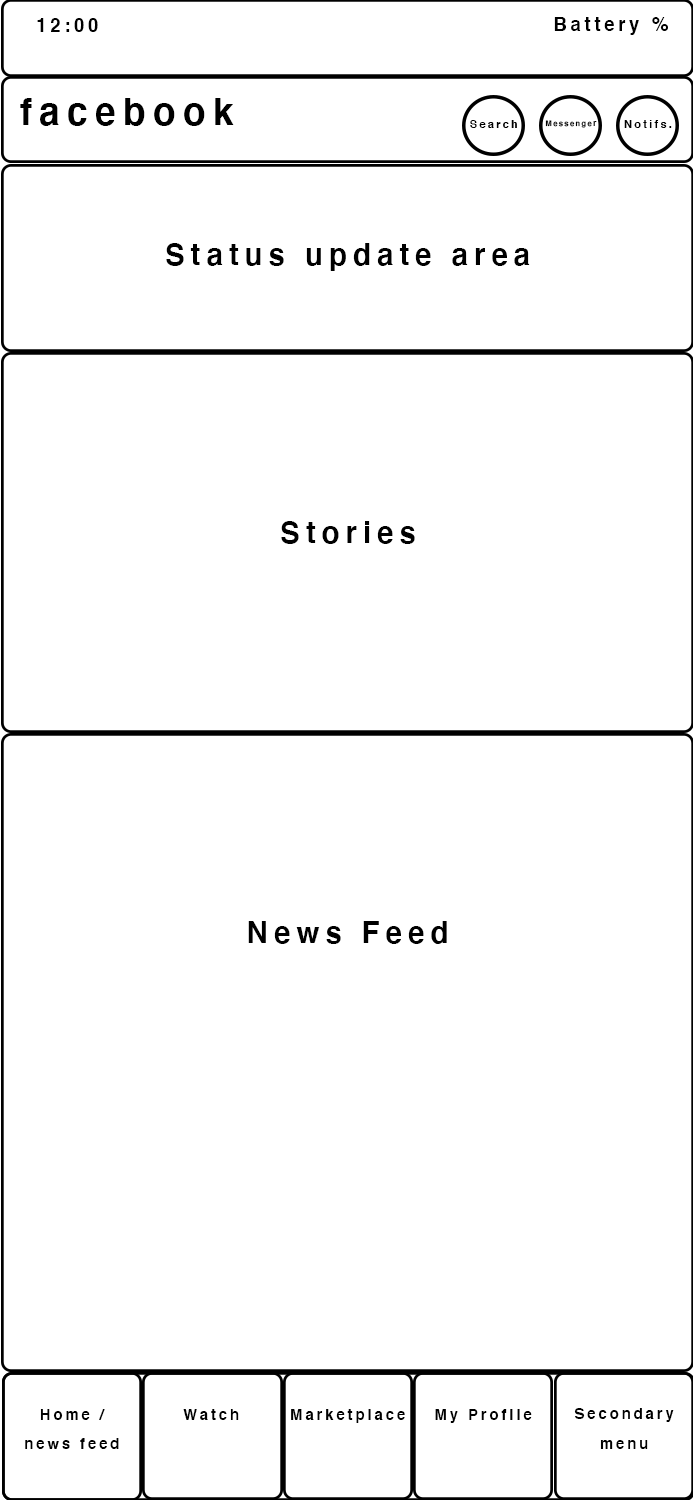 12:00 Battery %
facebook
Search Messenger Notifs.
Status update area
Stories
News Feed
Home /
news feed
Watch
Marketplace
My Profile
Secondary
menu